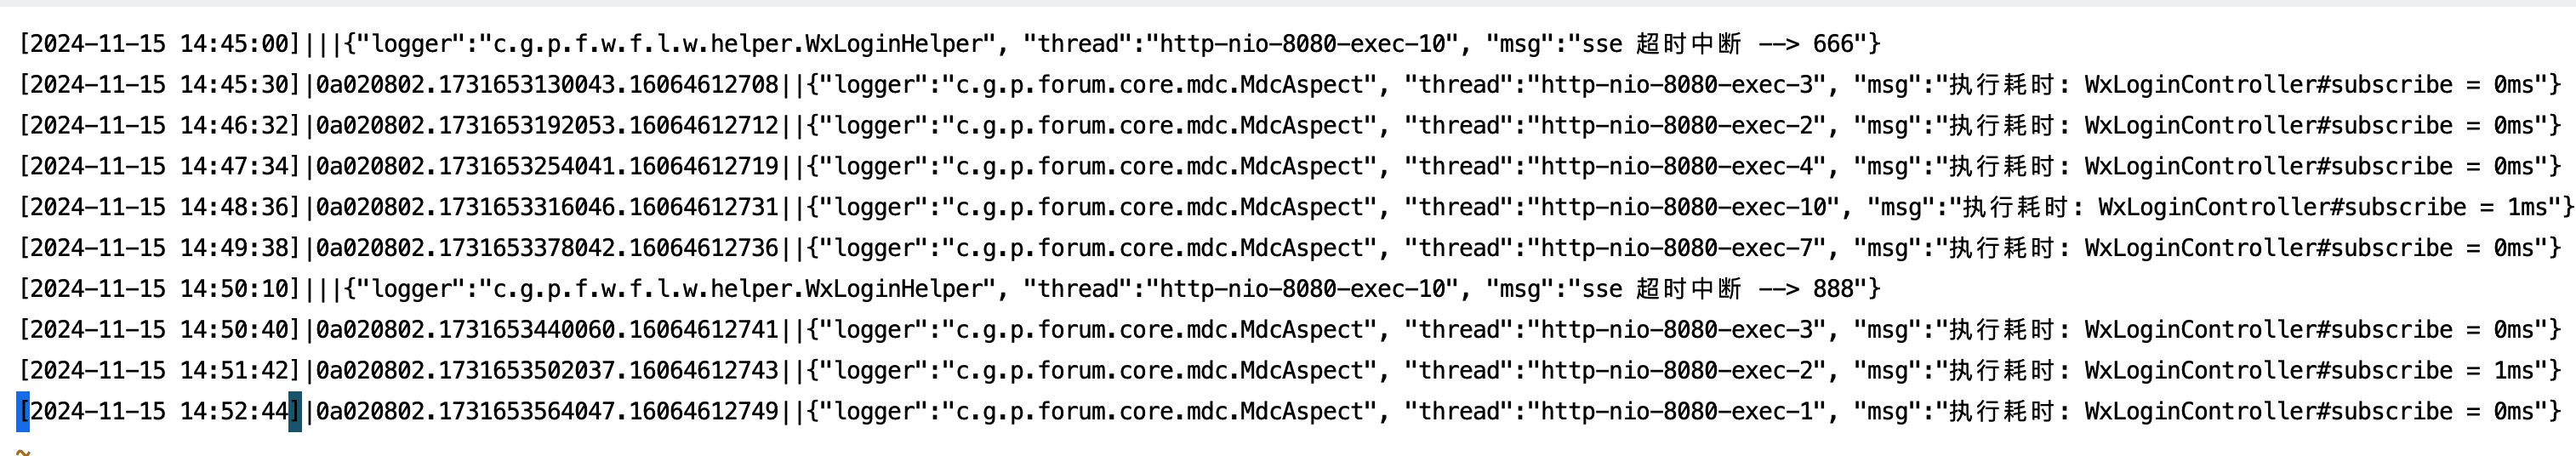 [2024-11-15 14:45:00]|||{"logger":"c.g.p.f.w.f.l.w.helper.WxLoginHelper", "thread":"http-nio-8080-exec-10", "msg":"sse 超时中断 --> 666"}
[2024-11-15 14:45:30]|0a020802.1731653130043.16064612708||{"logger":"c.g.p.forum.core.mdc.MdcAspect", "thread":"http-nio-8080-exec-3", "msg":"执行耗时: WxLoginController#subscribe = 0ms"}
[2024-11-15 14:46:32]|0a020802.1731653192053.16064612712||{"logger":"c.g.p.forum.core.mdc.MdcAspect", "thread":"http-nio-8080-exec-2", "msg":"执行耗时: WxLoginController#subscribe = 0ms"}
[2024-11-15 14:47:34]|0a020802.1731653254041.16064612719||{"logger":"c.g.p.forum.core.mdc.MdcAspect", "thread":"http-nio-8080-exec-4", "msg":"执行耗时: WxLoginController#subscribe = 0ms"}
[2024-11-15 14:48:36]|0a020802.1731653316046.16064612731||{"logger":"c.g.p.forum.core.mdc.MdcAspect", "thread":"http-nio-8080-exec-10", "msg":"执行耗时: WxLoginController#subscribe = 1ms"}
[2024-11-15 14:49:38]|0a020802.1731653378042.16064612736||{"logger":"c.g.p.forum.core.mdc.MdcAspect", "thread":"http-nio-8080-exec-7", "msg":"执行耗时: WxLoginController#subscribe = 0ms"}
[2024-11-15 14:50:10]|||{"logger":"c.g.p.f.w.f.l.w.helper.WxLoginHelper", "thread":"http-nio-8080-exec-10", "msg":"sse 超时中断 --> 888"}
[2024-11-15 14:50:40]|0a020802.1731653440060.16064612741||{"logger":"c.g.p.forum.core.mdc.MdcAspect", "thread":"http-nio-8080-exec-3", "msg":"执行耗时: WxLoginController#subscribe = 0ms"}
[2024-11-15 14:51:42]|0a020802.1731653502037.16064612743||{"logger":"c.g.p.forum.core.mdc.MdcAspect", "thread":"http-nio-8080-exec-2", "msg":"执行耗时: WxLoginController#subscribe = 1ms"}
[2024-11-15 14:52:44]|0a020802.1731653564047.16064612749||{"logger":"c.g.p.forum.core.mdc.MdcAspect", "thread":"http-nio-8080-exec-1", "msg":"执行耗时: WxLoginController#subscribe = 0ms"}
~